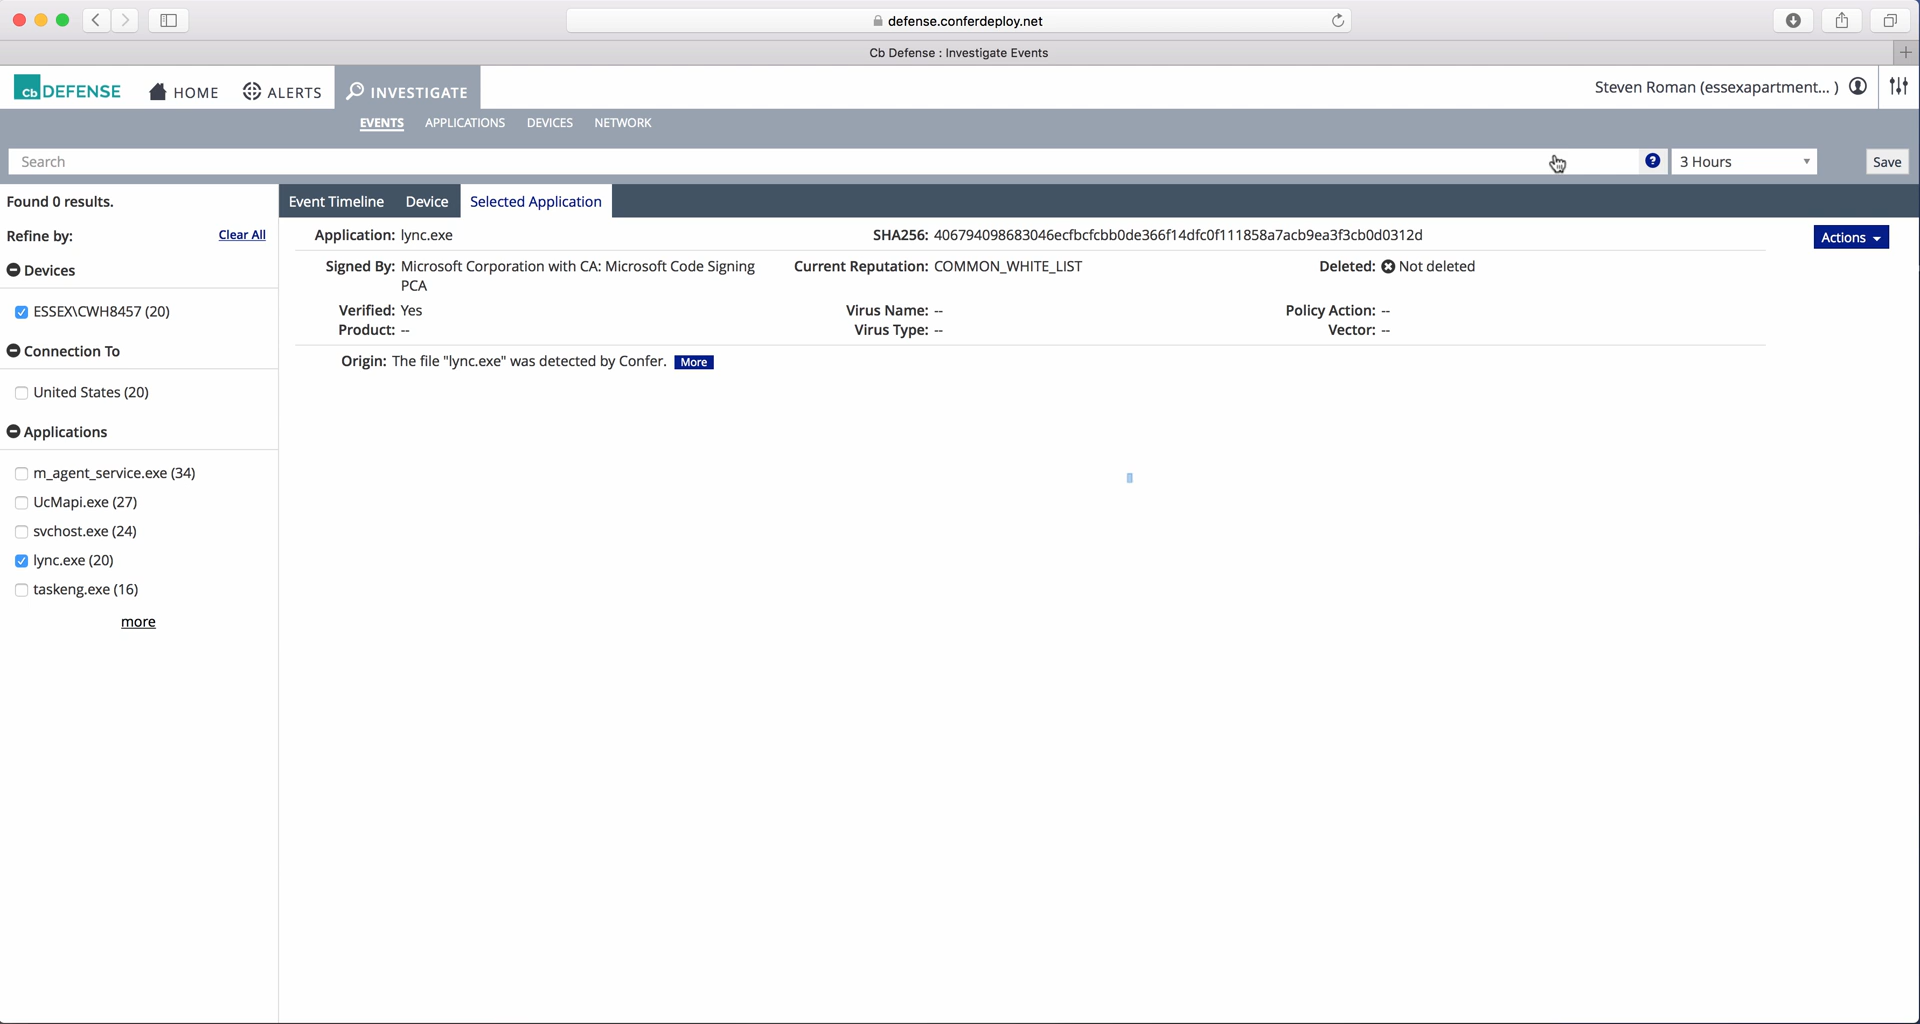 defense.conferdeploy.net
Cb Defense : Investigate Events
Cb DEFENSE HOME ALERTS INVESTIGATE Steven Roman (essexapartment... )
EVENTS APPLICATIONS DEVICES NETWORK
Search ? 3 Hours Save
Found 0 results.
Refine by: Clear All
Devices
ESSEX\CWH8457 (20)
Connection To
United States (20)
Applications
m_agent_service.exe (34)
UcMapi.exe (27)
svchost.exe (24)
lync.exe (20)
taskeng.exe (16)
more
Event Timeline Device Selected Application
Application: lync.exe SHA256: 406794098683046ecfbcfcbb0de366f14dfc0f111858a7acb9ea3f3cb0d0312d Actions
Signed By: Microsoft Corporation with CA: Microsoft Code Signing Current Reputation: COMMON_WHITE_LIST Deleted: Not deleted
PCA
Verified: Yes Virus Name: -- Policy Action: --
Product: -- Virus Type: -- Vector: --
Origin: The file "lync.exe" was detected by Confer. More